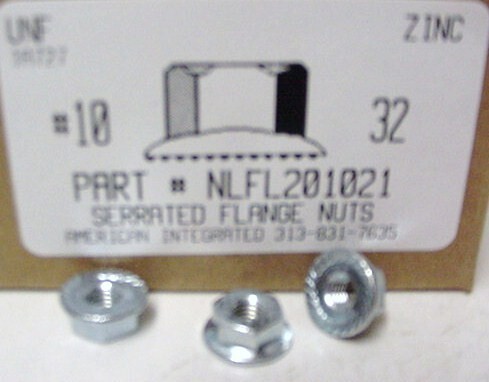 UNF ZINC
#10 32
PART # NLFL201021
SERRATED FLANGE NUTS
AMERICAN INTEGRATED 313-831-7635